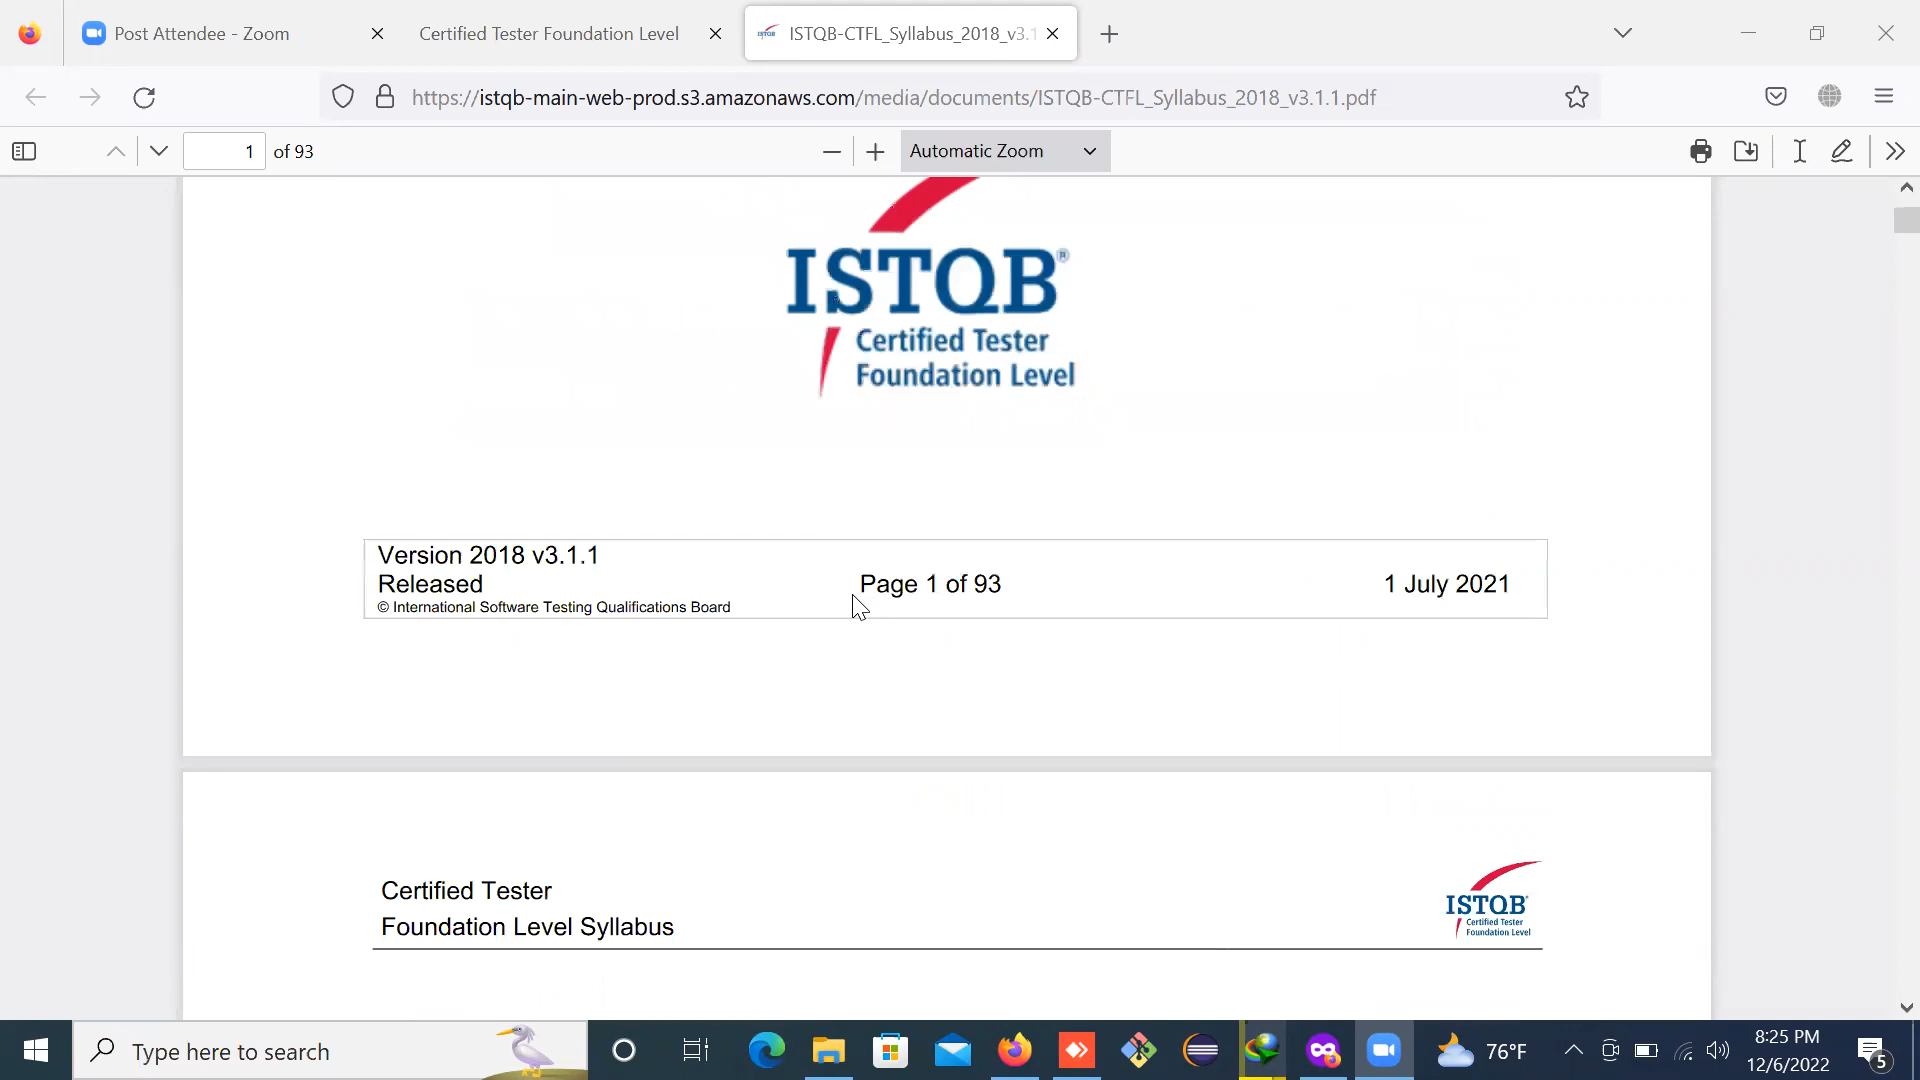 Post Attendee - Zoom
Certified Tester Foundation Level
ISTQB-CTFL_Syllabus_2018_v3.1
https://istqb-main-web-prod.s3.amazonaws.com/media/documents/ISTQB-CTFL_Syllabus_2018_v3.1.1.pdf
1 of 93
Automatic Zoom
ISTQB®
Certified Tester
Foundation Level
Version 2018 v3.1.1
Released
Page 1 of 93
1 July 2021
© International Software Testing Qualifications Board
Certified Tester
Foundation Level Syllabus
ISTQB
Certified Tester
Foundation Level
Type here to search
76°F
8:25 PM
12/6/2022
5